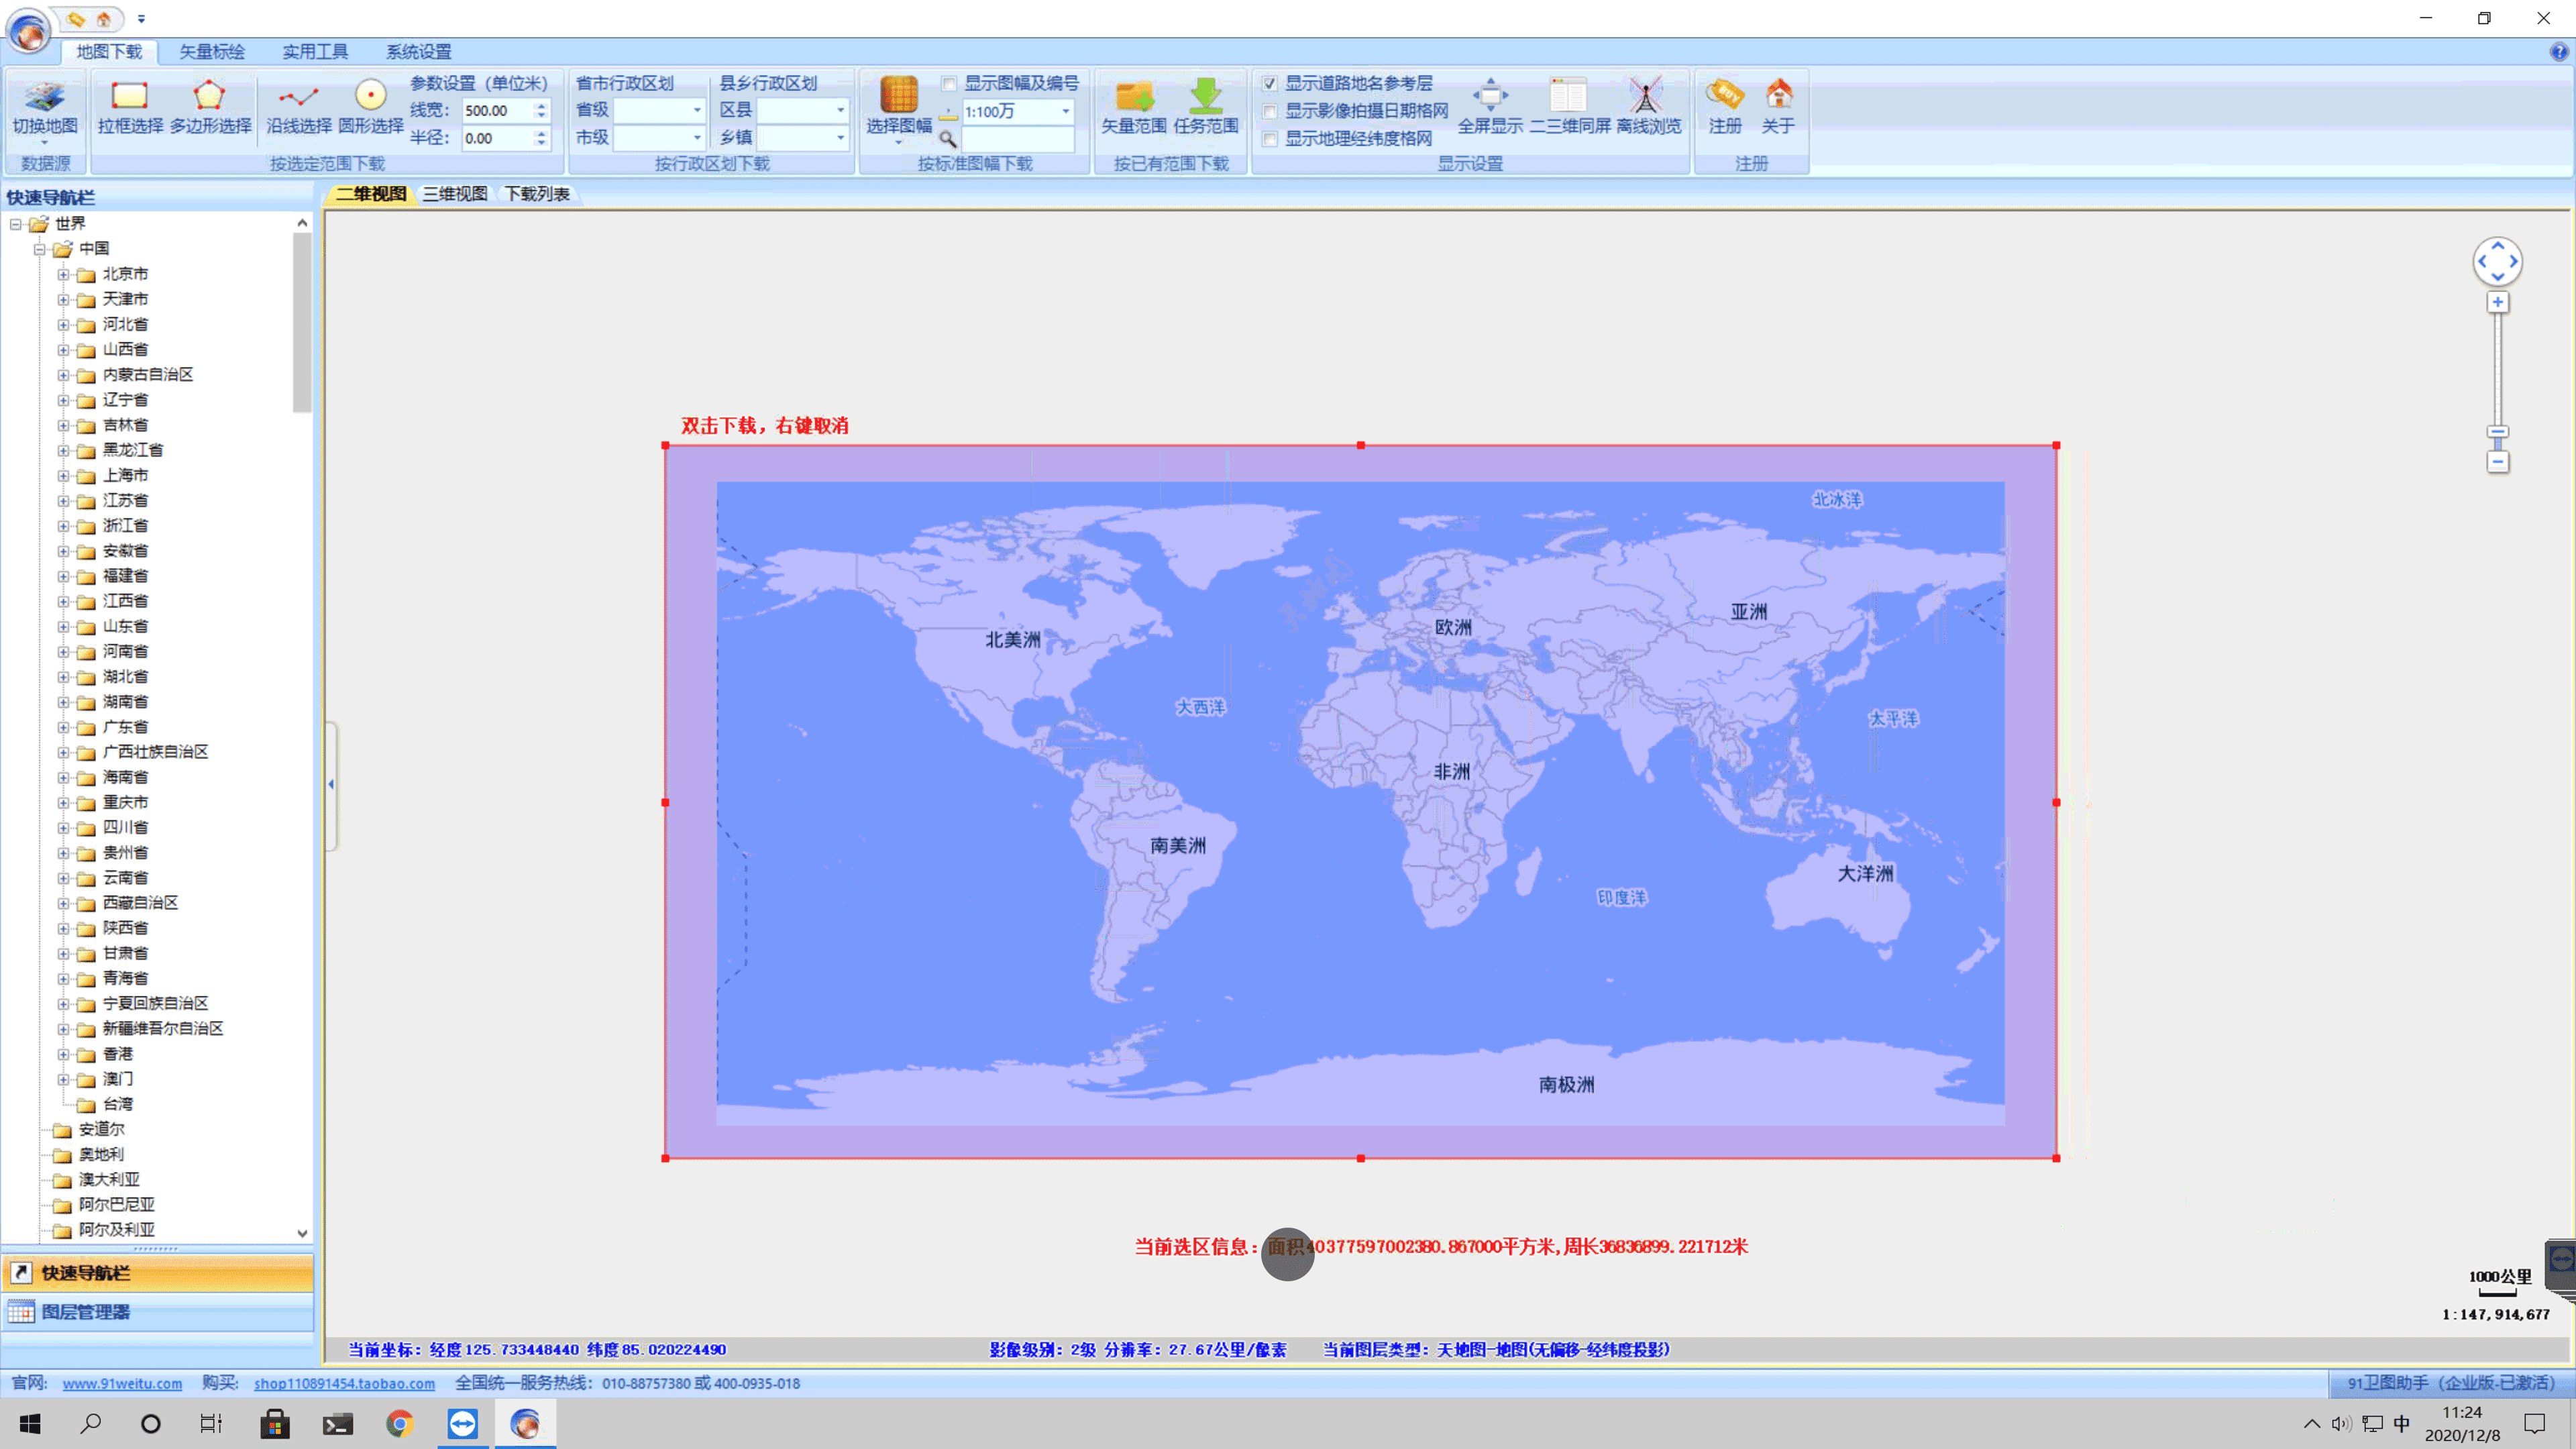 地图下载 矢量标绘 实用工具 系统设置
切换地图
数据源
拉框选择 多边形选择 沿线选择 圆形选择
参数设置（单位米）
线宽： 500.00
半径： 0.00
按选定范围下载
省市行政区划 县乡行政区划
省级 区县
市级 乡镇
按行政区划下载
选择图幅
显示图幅及编号
1:100万
按标准图幅下载
矢量范围 任务范围
按已有范围下载
显示道路地名参考层
显示影像拍摄日期格网
显示地理经纬度格网
全屏显示 二三维同屏 离线浏览
显示设置
BUY
注册 关于
注册
快速导航栏
二维视图 三维视图 下载列表
世界
中国
北京市
天津市
河北省
山西省
内蒙古自治区
辽宁省
吉林省
黑龙江省
上海市
江苏省
浙江省
安徽省
福建省
江西省
山东省
河南省
湖北省
湖南省
广东省
广西壮族自治区
海南省
重庆市
四川省
贵州省
云南省
西藏自治区
陕西省
甘肃省
青海省
宁夏回族自治区
新疆维吾尔自治区
香港
澳门
台湾
安道尔
奥地利
澳大利亚
阿尔巴尼亚
阿尔及利亚
快速导航栏
图层管理器
双击下载，右键取消
北冰洋
亚洲
欧洲
北美洲
大西洋
太平洋
非洲
南美洲
大洋洲
印度洋
南极洲
当前选区信息：面积40377597002380.867000平方米,周长36836899.221712米
1000公里
1:147,914,677
当前坐标：经度125.733448440 纬度85.020224490
影像级别：2级 分辨率：27.67公里/像素
当前图层类型：天地图-地图(无偏移-经纬度投影)
官网： www.91weitu.com 购买： shop110891454.taobao.com 全国统一服务热线：010-88757380 或 400-0935-018
91卫图助手（企业版-已激活）
中
11:24
2020/12/8